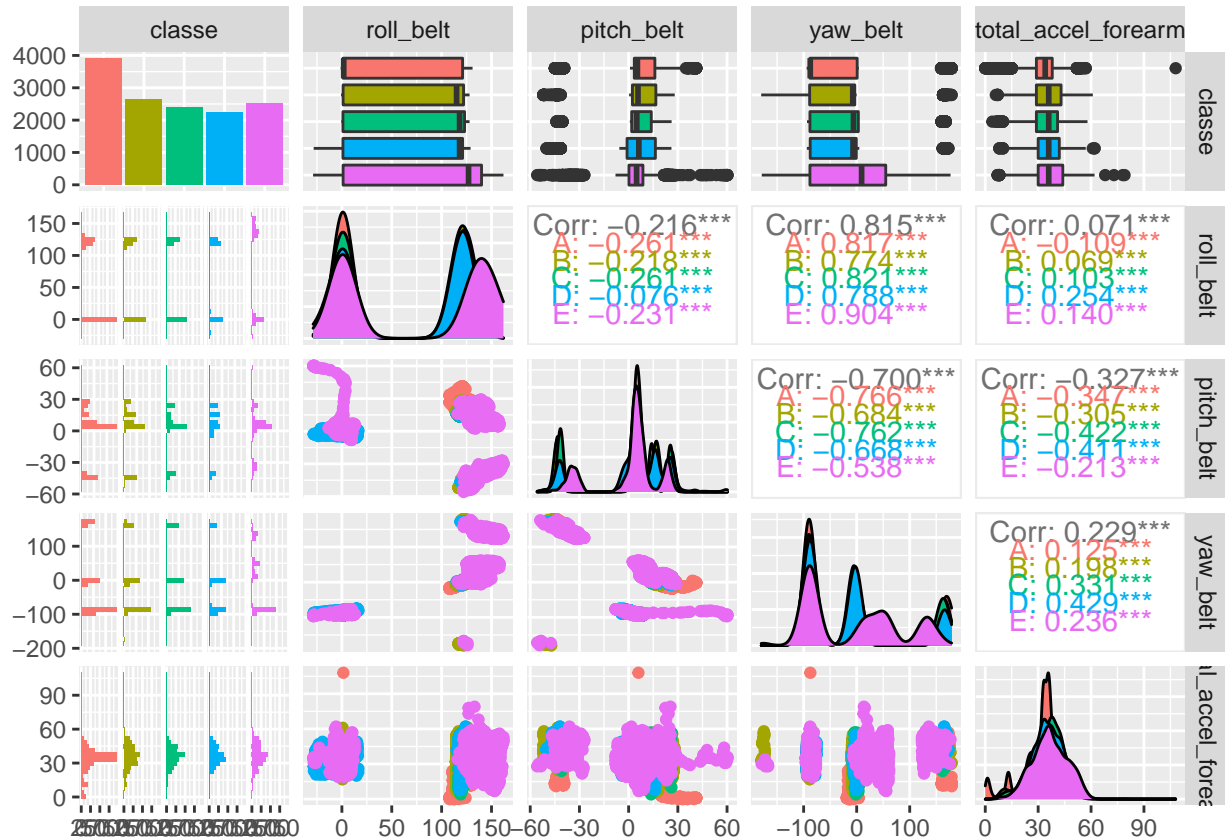 classe roll_belt pitch_belt yaw_belt total_accel_forearm
4000
3000
2000
1000
0
classe
Corr: −0.216***
A: −0.261***
B: −0.218***
C: −0.261***
D: −0.076***
E: −0.231***
Corr: 0.815***
A: 0.817***
B: 0.774***
C: 0.821***
D: 0.788***
E: 0.904***
Corr: 0.071***
A: −0.109***
B: 0.069***
C: 0.103***
D: 0.254***
E: 0.140***
150
100
50
0
roll_belt
Corr: −0.700***
A: −0.766***
B: −0.684***
C: −0.762***
D: −0.668***
E: −0.538***
Corr: −0.327***
A: −0.347***
B: −0.305***
C: −0.422***
D: −0.411***
E: −0.213***
60
30
0
−30
−60
pitch_belt
Corr: 0.229***
A: 0.125***
B: 0.198***
C: 0.331***
D: 0.429***
E: 0.236***
100
0
−100
−200
yaw_belt
90
60
30
0
al_accel_forea
0 50 100 150
−60 −30 0 30 60
−100 0 100
0 30 60 90